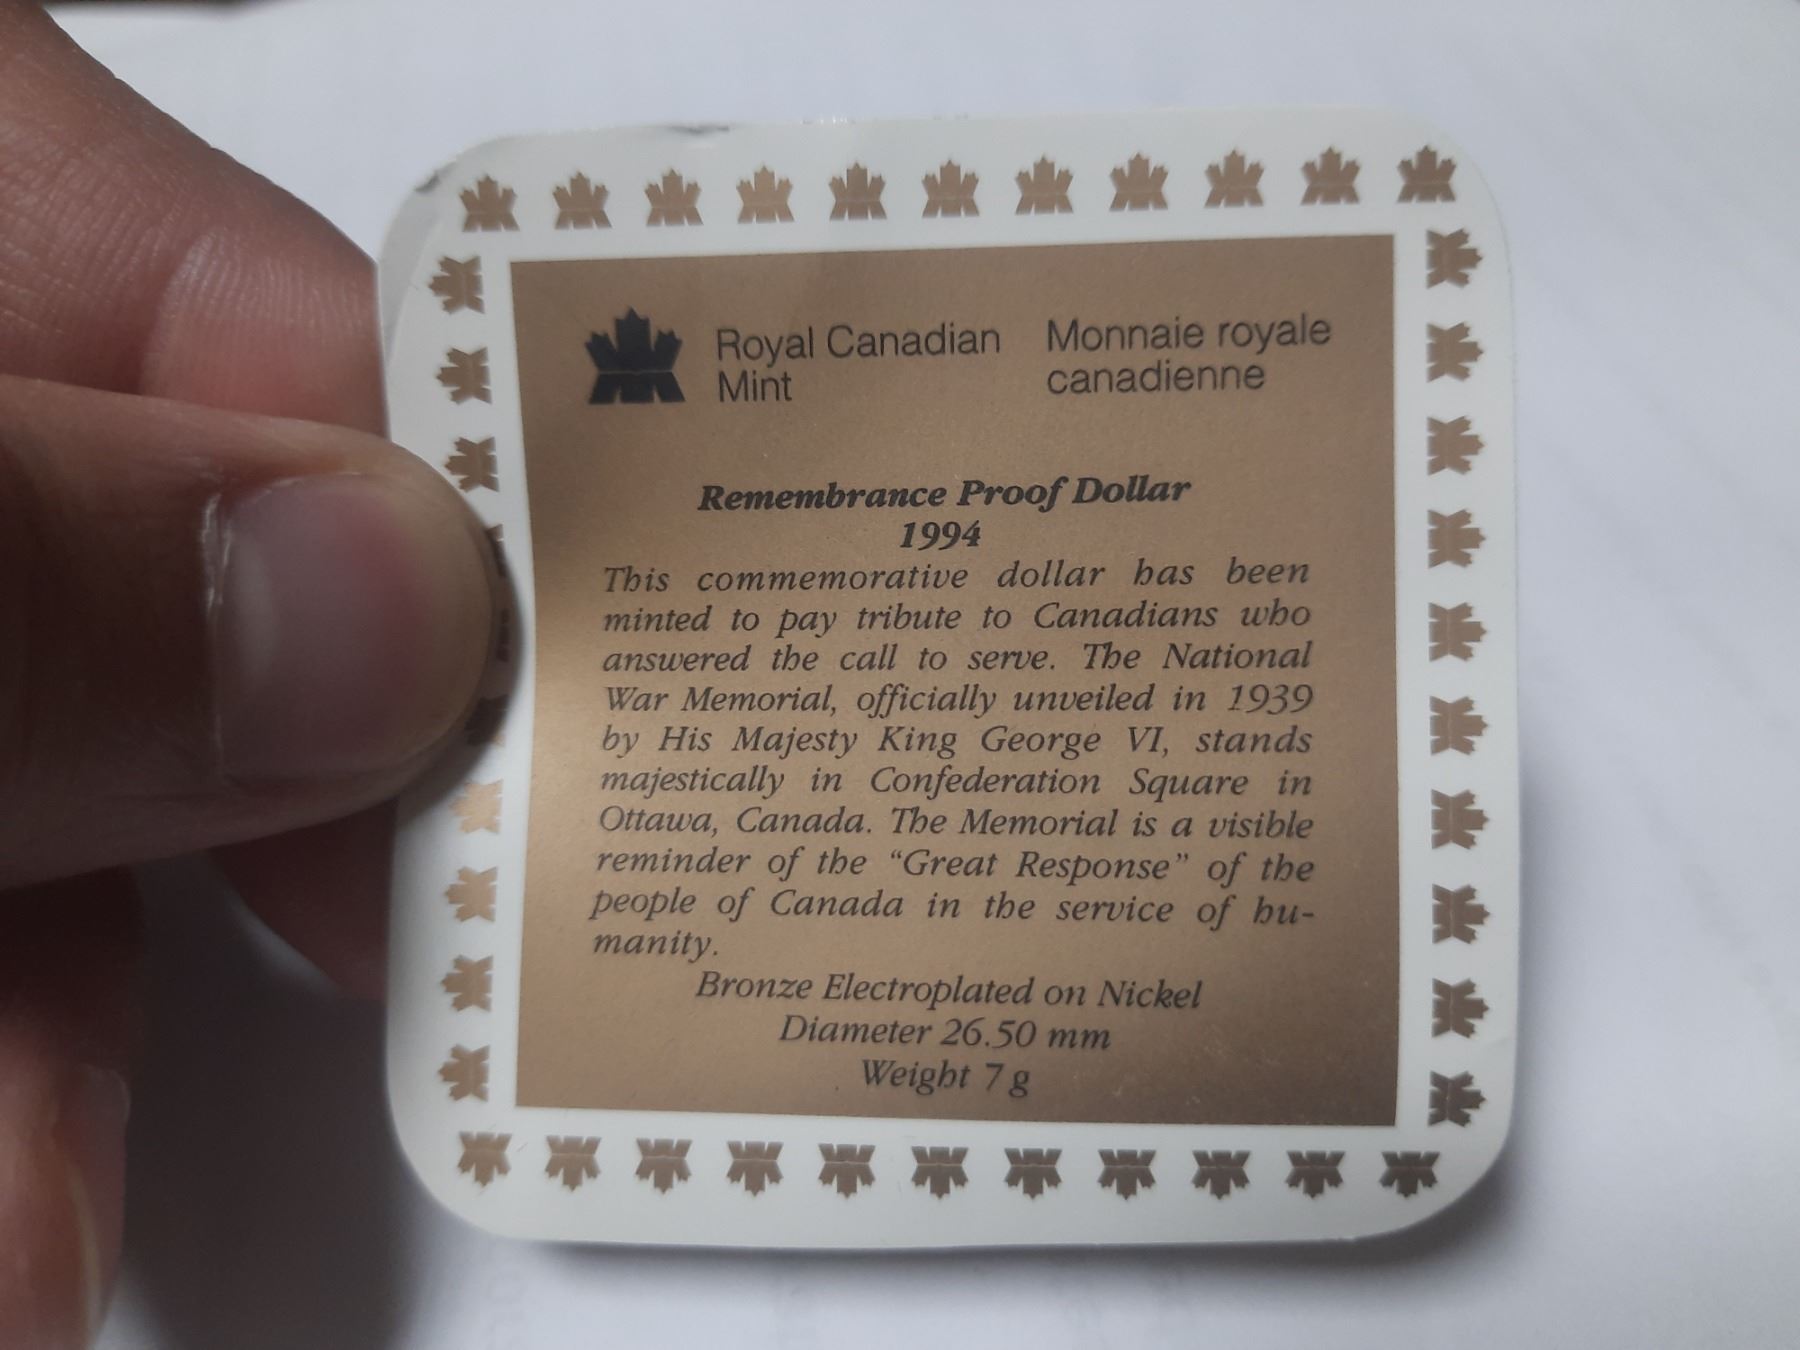 Royal Canadian Monnaie royale
Mint canadienne
Remembrance Proof Dollar
1994
This commemorative dollar has been
minted to pay tribute to Canadians who
answered the call to serve. The National
War Memorial, officially unveiled in 1939
by His Majesty King George VI, stands
majestically in Confederation Square in
Ottawa, Canada. The Memorial is a visible
reminder of the “Great Response” of the
people of Canada in the service of hu-
manity.
Bronze Electroplated on Nickel
Diameter 26.50 mm
Weight 7 g